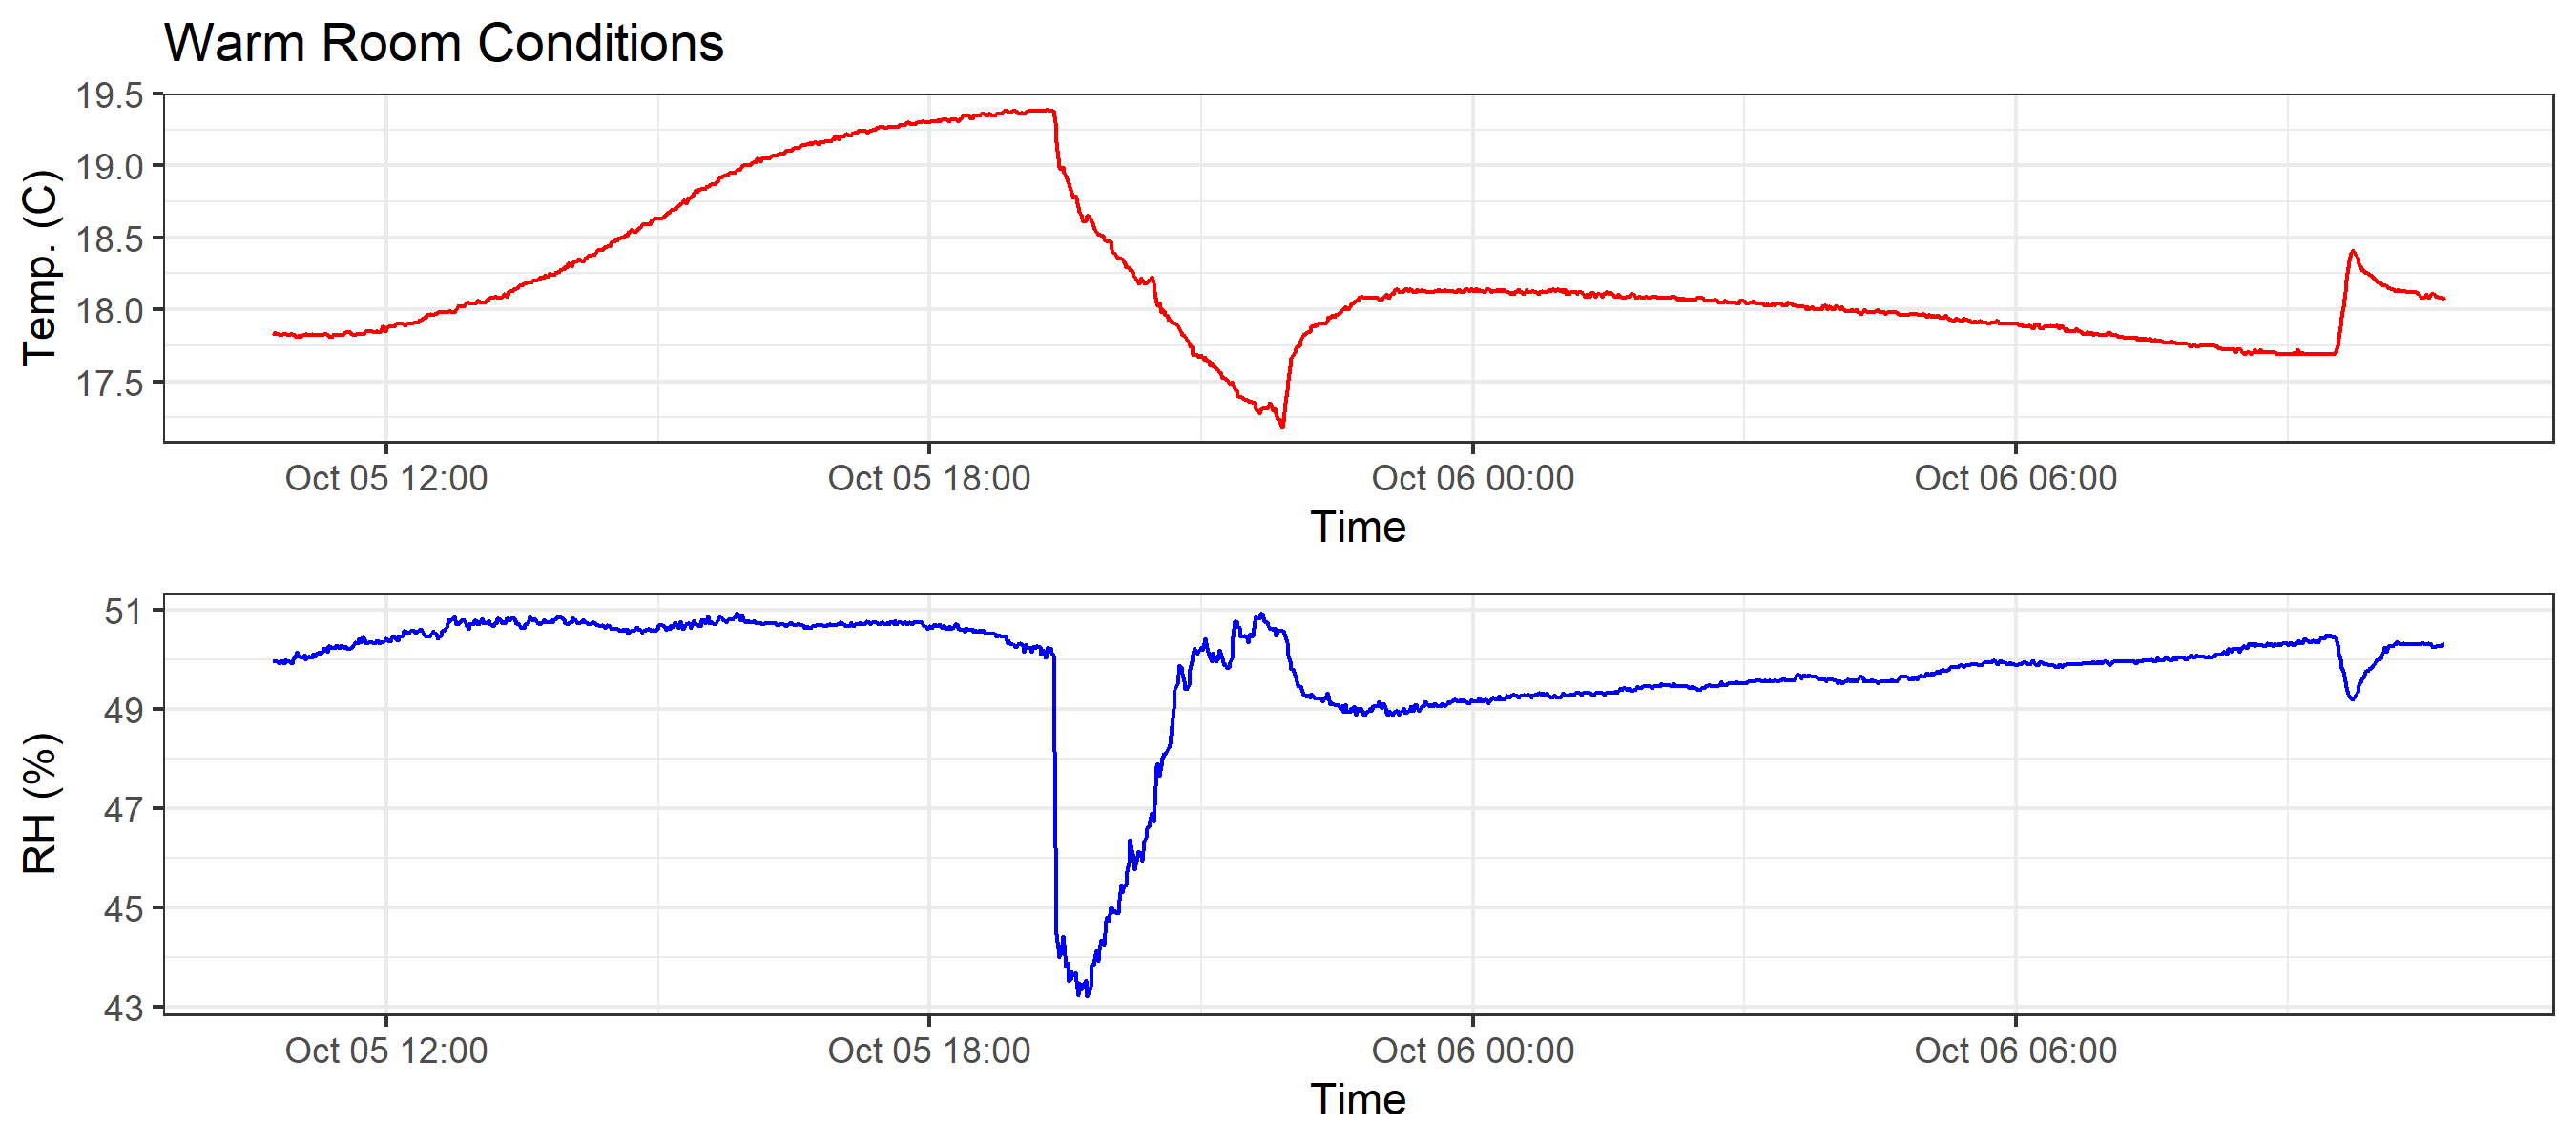 Warm Room Conditions
Temp. (C)
19.5
19.0
18.5
18.0
17.5
Oct 05 12:00 Oct 05 18:00 Oct 06 00:00 Oct 06 06:00
Time
RH (%)
51
49
47
45
43
Oct 05 12:00 Oct 05 18:00 Oct 06 00:00 Oct 06 06:00
Time